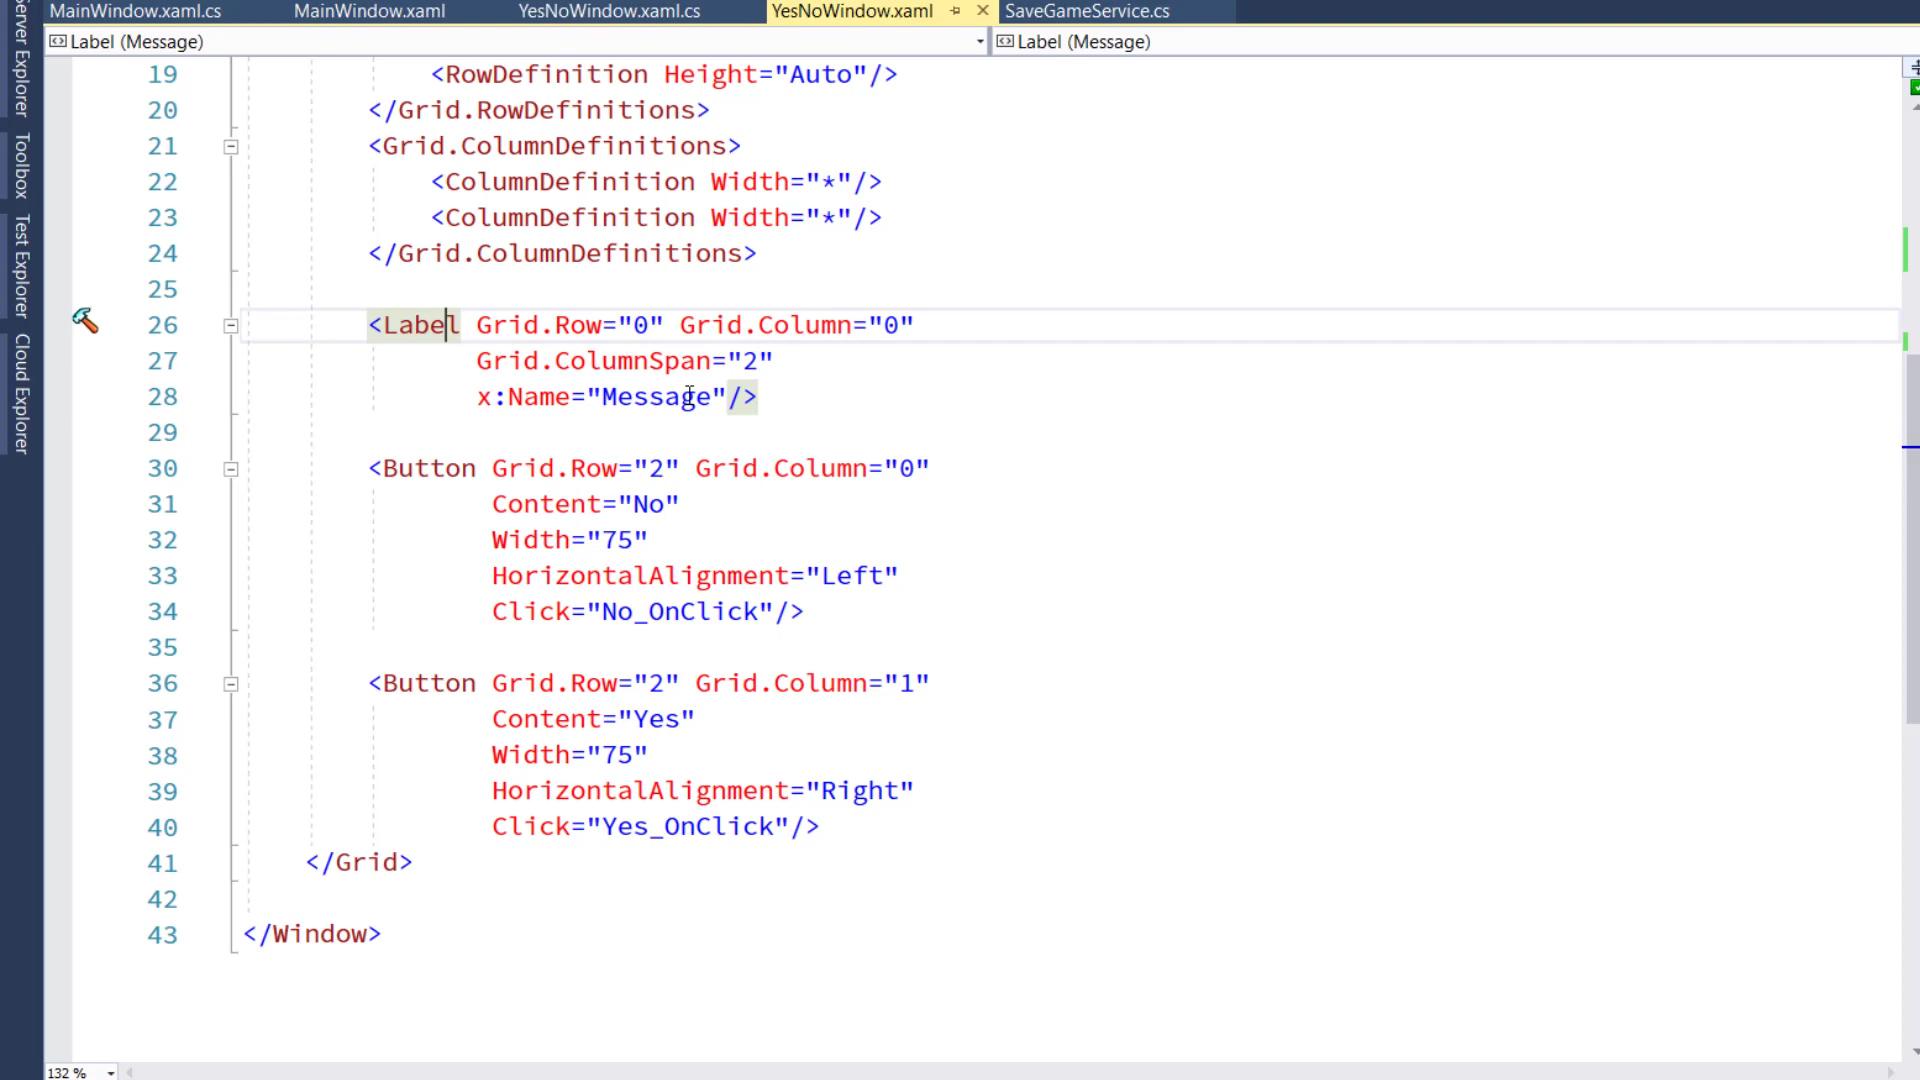 MainWindow.xaml.cs MainWindow.xaml YesNoWindow.xaml.cs YesNoWindow.xaml SaveGameService.cs
Label (Message) Label (Message)
Server Explorer
Toolbox
Test Explorer
Cloud Explorer
19 <RowDefinition Height="Auto"/>
20 </Grid.RowDefinitions>
21 <Grid.ColumnDefinitions>
22 <ColumnDefinition Width="*"/>
23 <ColumnDefinition Width="*"/>
24 </Grid.ColumnDefinitions>
25
26 <Label Grid.Row="0" Grid.Column="0"
27 Grid.ColumnSpan="2"
28 x:Name="Message"/>
29
30 <Button Grid.Row="2" Grid.Column="0"
31 Content="No"
32 Width="75"
33 HorizontalAlignment="Left"
34 Click="No_OnClick"/>
35
36 <Button Grid.Row="2" Grid.Column="1"
37 Content="Yes"
38 Width="75"
39 HorizontalAlignment="Right"
40 Click="Yes_OnClick"/>
41 </Grid>
42
43 </Window>
132 %